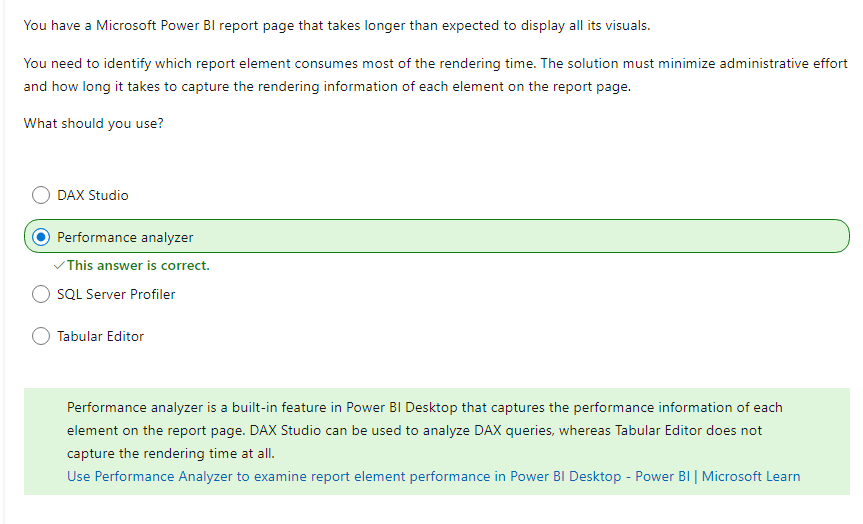 You have a Microsoft Power BI report page that takes longer than expected to display all its visuals.
You need to identify which report element consumes most of the rendering time. The solution must minimize administrative effort
and how long it takes to capture the rendering information of each element on the report page.
What should you use?
DAX Studio
Performance analyzer
This answer is correct.
SQL Server Profiler
Tabular Editor
Performance analyzer is a built-in feature in Power BI Desktop that captures the performance information of each
element on the report page. DAX Studio can be used to analyze DAX queries, whereas Tabular Editor does not
capture the rendering time at all.
Use Performance Analyzer to examine report element performance in Power BI Desktop - Power BI | Microsoft Learn